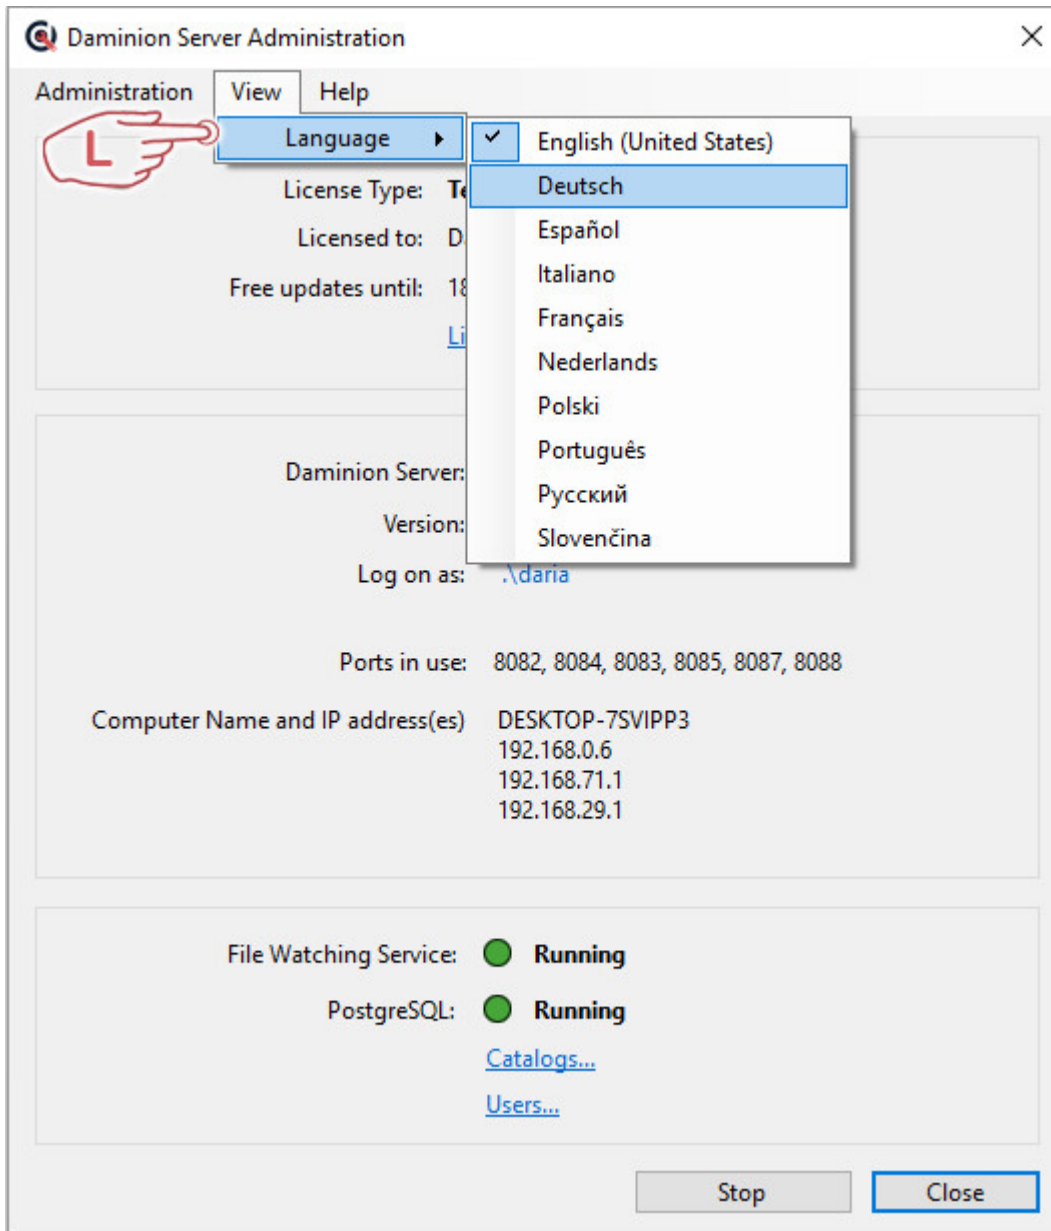 Daminion Server Administration
Administration View Help
L
Language
English (United States)
License Type:
Deutsch
Licensed to:
Español
Free updates until: 18
Italiano
Li
Français
Nederlands
Polski
Português
Daminion Server:
Русский
Version:
Slovenčina
Log on as: .\daria
Ports in use: 8082, 8084, 8083, 8085, 8087, 8088
Computer Name and IP address(es) DESKTOP-7SVIPP3
192.168.0.6
192.168.71.1
192.168.29.1
File Watching Service: Running
PostgreSQL: Running
Catalogs...
Users...
Stop Close